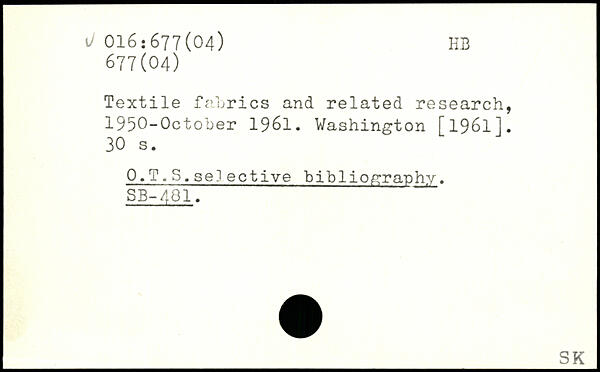 √ 016:677(04) HB
677(04)
Textile fabrics and related research,
1950-October 1961. Washington [1961].
30 s.
O.T.S.selective bibliography.
SB-481.
SK